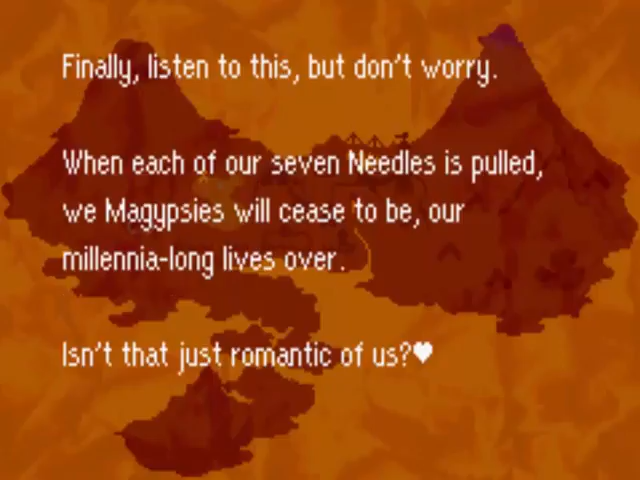 Finally, listen to this, but don't worry.
When each of our seven Needles is pulled,
we Magypsies will cease to be, our
millennia-long lives over.
Isn't that just romantic of us?♥